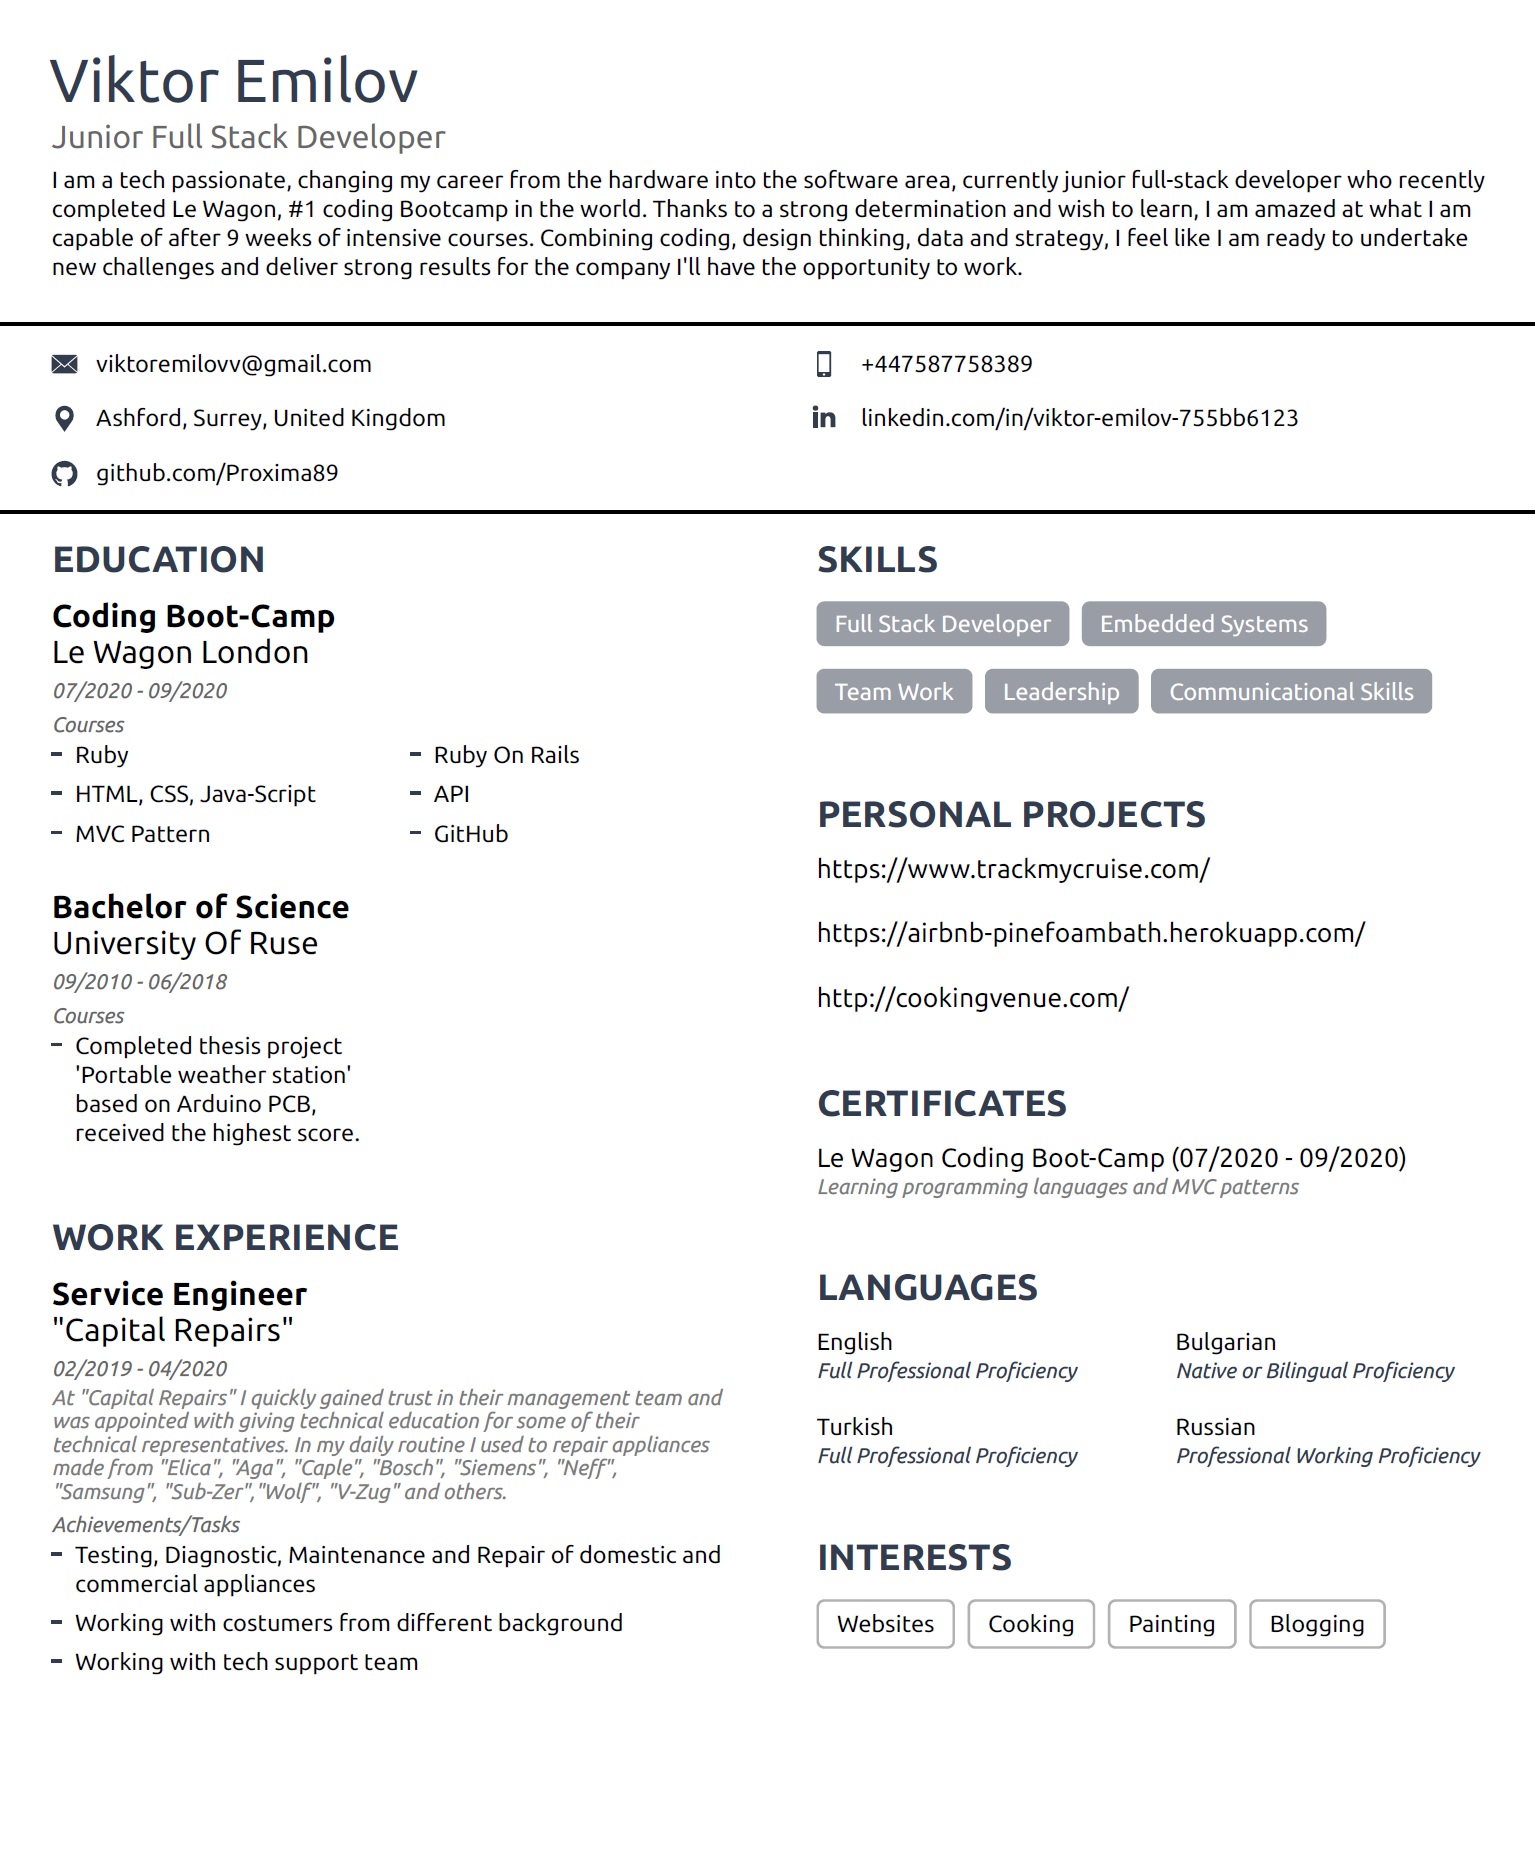 Viktor Emilov
Junior Full Stack Developer
I am a tech passionate, changing my career from the hardware into the software area, currently junior full-stack developer who recently
completed Le Wagon, #1 coding Bootcamp in the world. Thanks to a strong determination and wish to learn, I am amazed at what I am
capable of after 9 weeks of intensive courses. Combining coding, design thinking, data and strategy, I feel like I am ready to undertake
new challenges and deliver strong results for the company I'll have the opportunity to work.
viktoremilovv@gmail.com
+447587758389
Ashford, Surrey, United Kingdom
linkedin.com/in/viktor-emilov-755bb6123
github.com/Proxima89
EDUCATION
Coding Boot-Camp
Le Wagon London
07/2020 - 09/2020
Courses
Ruby
Ruby On Rails
HTML, CSS, Java-Script
API
MVC Pattern
GitHub
Bachelor of Science
University Of Ruse
09/2010 - 06/2018
Courses
Completed thesis project
'Portable weather station'
based on Arduino PCB,
received the highest score.
WORK EXPERIENCE
Service Engineer
"Capital Repairs"
02/2019 - 04/2020
At "Capital Repairs" I quickly gained trust in their management team and
was appointed with giving technical education for some of their
technical representatives. In my daily routine I used to repair appliances
made from "Elica", "Aga", "Caple", "Bosch", "Siemens", "Neff",
"Samsung", "Sub-Zer","Wolf", "V-Zug" and others.
Achievements/Tasks
Testing, Diagnostic, Maintenance and Repair of domestic and
commercial appliances
Working with costumers from different background
Working with tech support team
SKILLS
Full Stack Developer
Embedded Systems
Team Work
Leadership
Communicational Skills
PERSONAL PROJECTS
https://www.trackmycruise.com/
https://airbnb-pinefoambath.herokuapp.com/
http://cookingvenue.com/
CERTIFICATES
Le Wagon Coding Boot-Camp (07/2020 - 09/2020)
Learning programming languages and MVC patterns
LANGUAGES
English
Full Professional Proficiency
Bulgarian
Native or Bilingual Proficiency
Turkish
Full Professional Proficiency
Russian
Professional Working Proficiency
INTERESTS
Websites
Cooking
Painting
Blogging